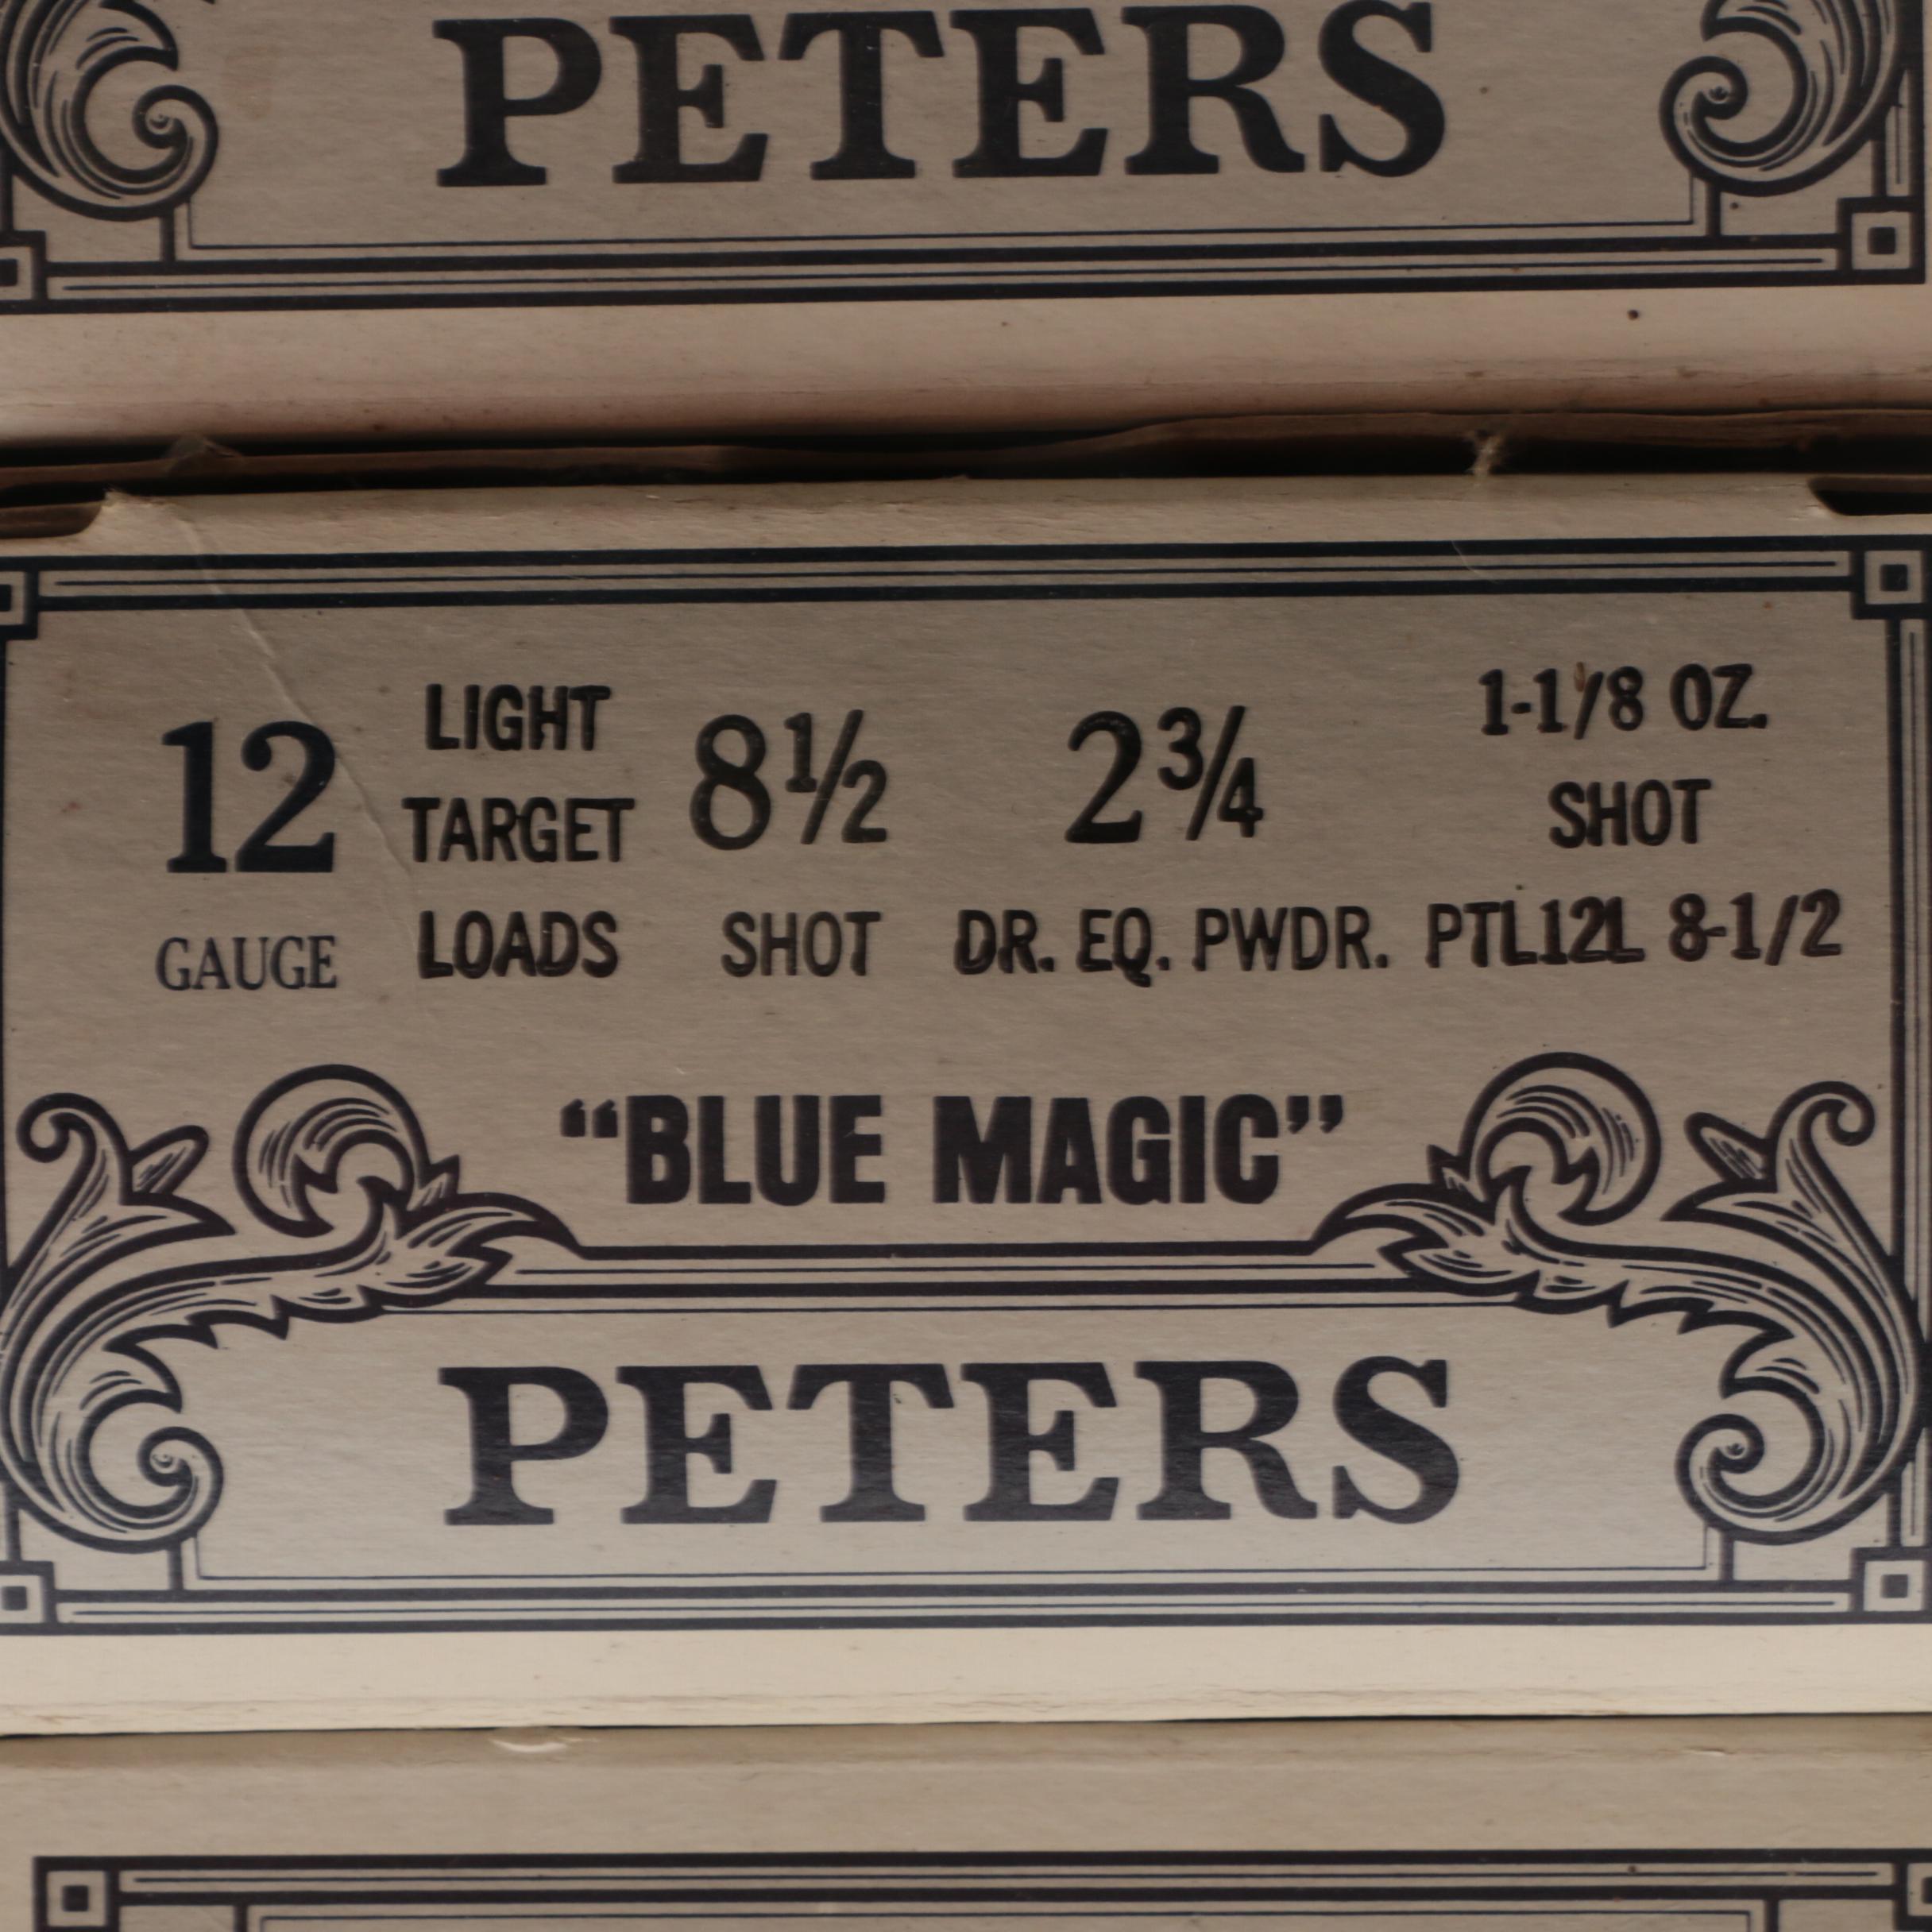 PETERS
12 GAUGE
LIGHT
TARGET
LOADS
8½
SHOT
2¾
DR. EQ. PWDR.
1-1/8 OZ.
SHOT
PTL12L 8-1/2
“BLUE MAGIC”
PETERS